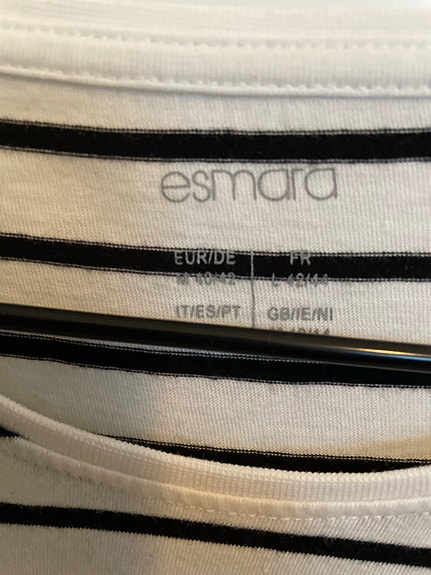 esmara
EUR/DE FR
M 40/42 L 42/44
IT/ES/PT GB/IE/NI